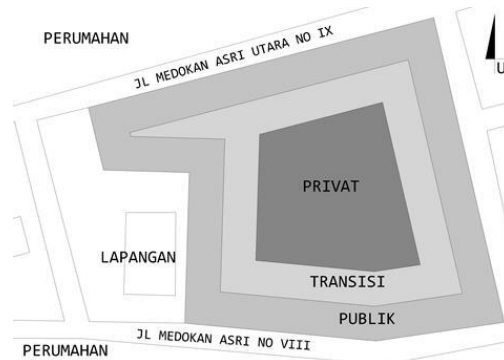 PERUMAHAN
JL MEDOKAN ASRI UTARA NO IX
U
PRIVAT
LAPANGAN
TRANSISI
PUBLIK
JL MEDOKAN ASRI NO VIII
PERUMAHAN